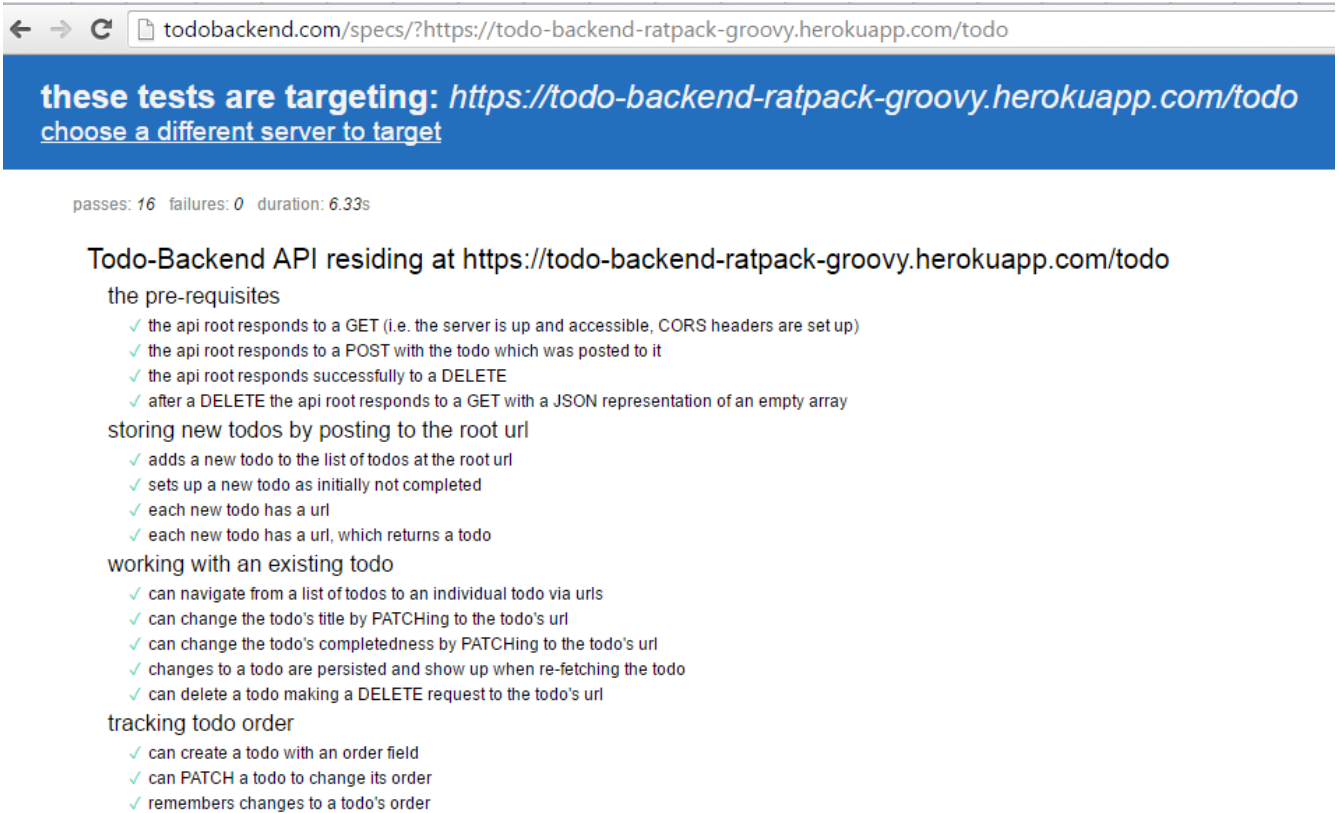 todobackend.com/specs/?https://todo-backend-ratpack-groovy.herokuapp.com/todo
these tests are targeting: https://todo-backend-ratpack-groovy.herokuapp.com/todo
choose a different server to target
passes: 16 failures: 0 duration: 6.33s
Todo-Backend API residing at https://todo-backend-ratpack-groovy.herokuapp.com/todo
the pre-requisites
✓ the api root responds to a GET (i.e. the server is up and accessible, CORS headers are set up)
✓ the api root responds to a POST with the todo which was posted to it
✓ the api root responds successfully to a DELETE
✓ after a DELETE the api root responds to a GET with a JSON representation of an empty array
storing new todos by posting to the root url
✓ adds a new todo to the list of todos at the root url
✓ sets up a new todo as initially not completed
✓ each new todo has a url
✓ each new todo has a url, which returns a todo
working with an existing todo
✓ can navigate from a list of todos to an individual todo via urls
✓ can change the todo's title by PATCHing to the todo's url
✓ can change the todo's completedness by PATCHing to the todo's url
✓ changes to a todo are persisted and show up when re-fetching the todo
✓ can delete a todo making a DELETE request to the todo's url
tracking todo order
✓ can create a todo with an order field
✓ can PATCH a todo to change its order
✓ remembers changes to a todo's order